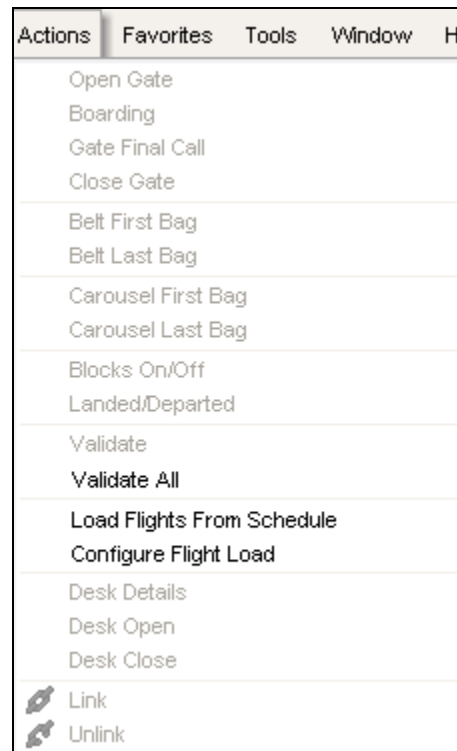 Actions Favorites Tools Window H
Open Gate
Boarding
Gate Final Call
Close Gate
Belt First Bag
Belt Last Bag
Carousel First Bag
Carousel Last Bag
Blocks On/Off
Landed/Departed
Validate
Validate All
Load Flights From Schedule
Configure Flight Load
Desk Details
Desk Open
Desk Close
Link
Unlink